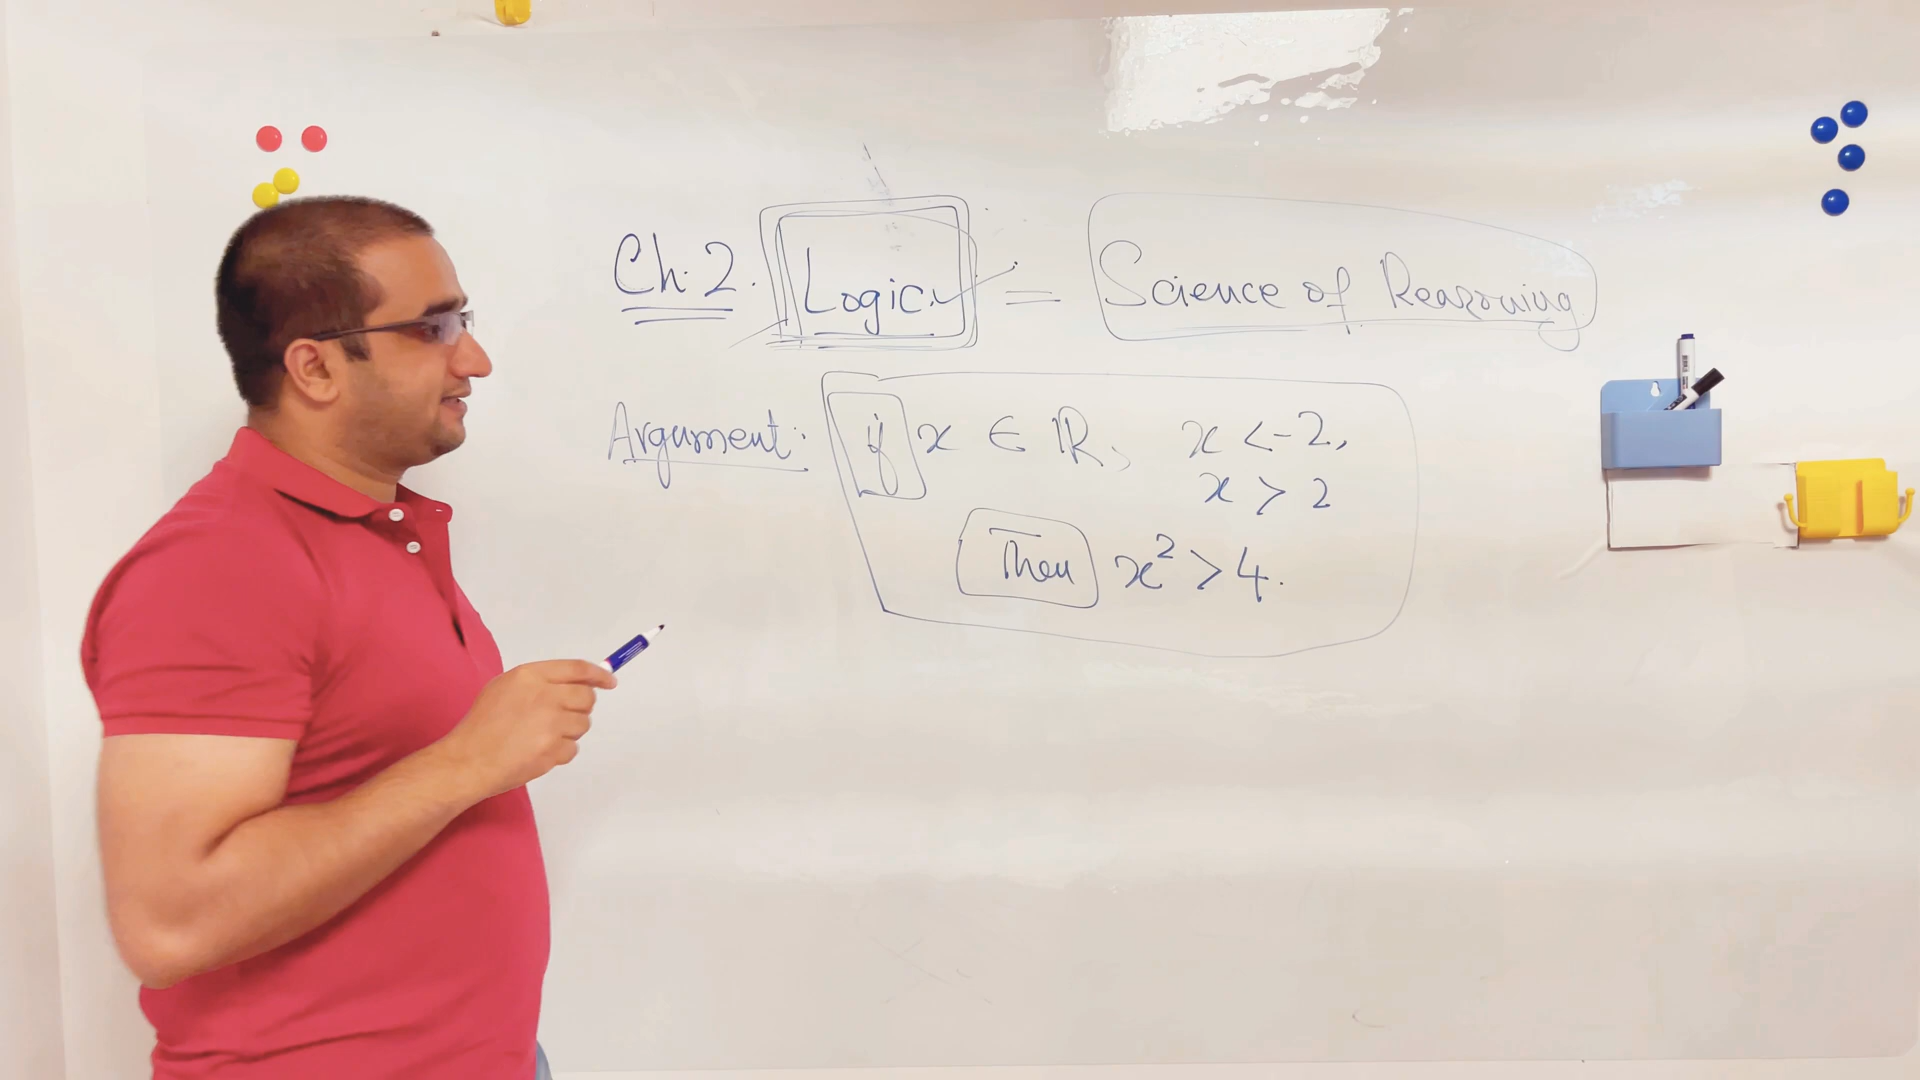 Ch. 2. Logic. = Science of Reasoning
Argument: if x ∈ ℝ, x < -2,
x > 2
Then x² > 4.